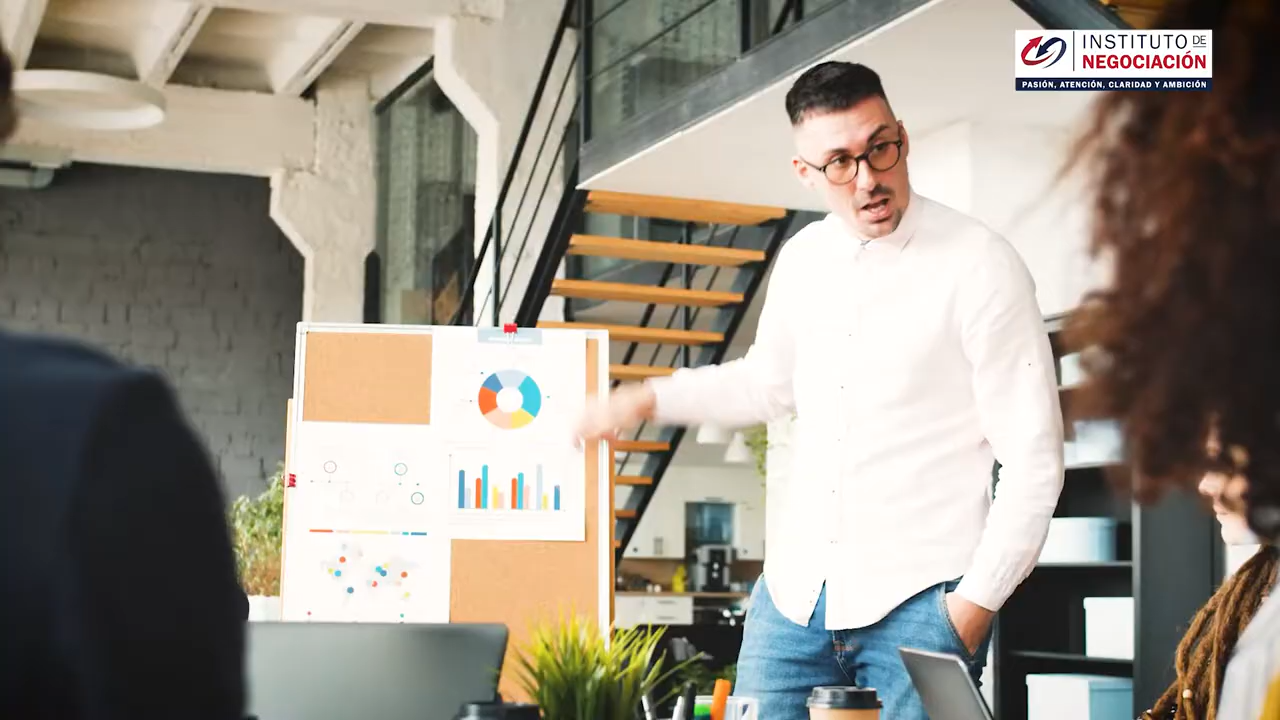 INSTITUTO DE
NEGOCIACIÓN
PASIÓN, ATENCIÓN, CLARIDAD Y AMBICIÓN